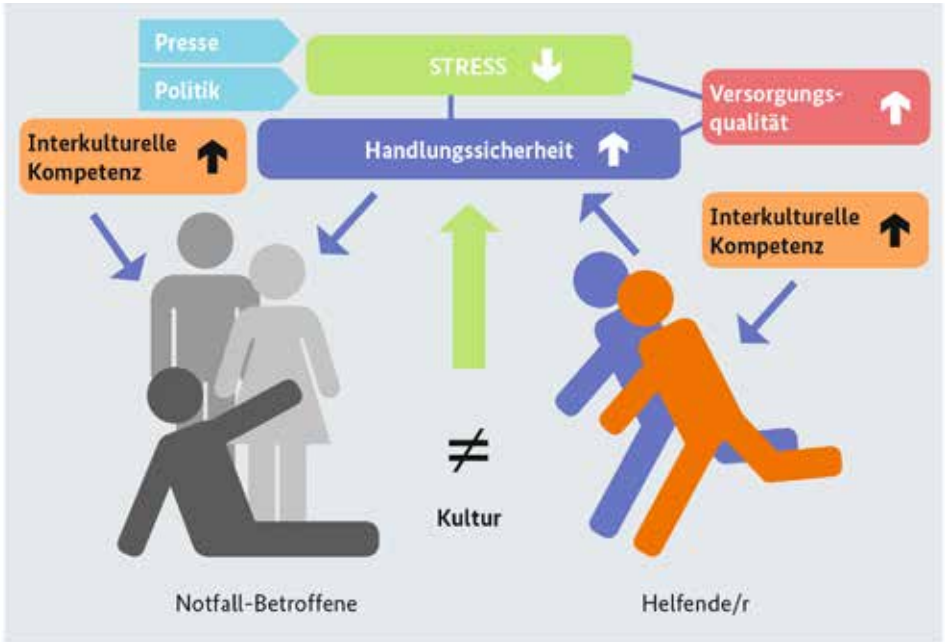 Presse
Politik
STRESS
Versorgungs-
qualität
Interkulturelle
Kompetenz
Handlungssicherheit
Interkulturelle
Kompetenz
≠
Kultur
Notfall-Betroffene
Helfende/r